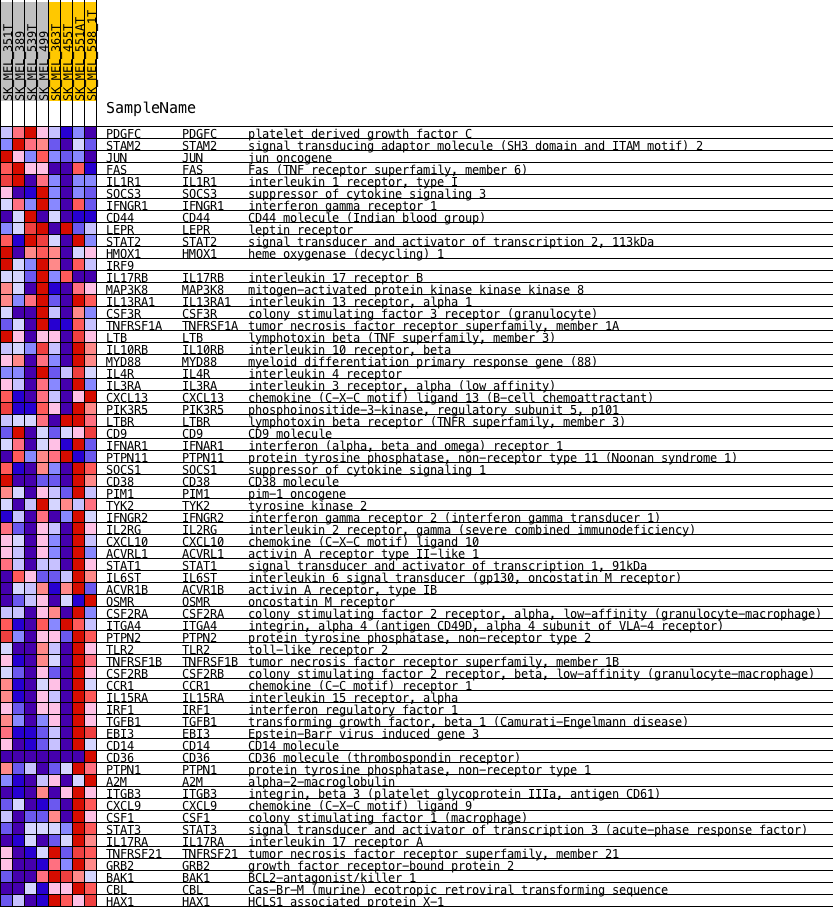 SK_MEL_351T
SK_MEL_389
SK_MEL_539T
SK_MEL_499
SK_MEL_363T
SK_MEL_455T
SK_MEL_551AT
SK_MEL_598_1T
SampleName
PDGFC PDGFC platelet derived growth factor C
STAM2 STAM2 signal transducing adaptor molecule (SH3 domain and ITAM motif) 2
JUN JUN jun oncogene
FAS FAS Fas (TNF receptor superfamily, member 6)
IL1R1 IL1R1 interleukin 1 receptor, type I
SOCS3 SOCS3 suppressor of cytokine signaling 3
IFNGR1 IFNGR1 interferon gamma receptor 1
CD44 CD44 CD44 molecule (Indian blood group)
LEPR LEPR leptin receptor
STAT2 STAT2 signal transducer and activator of transcription 2, 113kDa
HMOX1 HMOX1 heme oxygenase (decycling) 1
IRF9
IL17RB IL17RB interleukin 17 receptor B
MAP3K8 MAP3K8 mitogen-activated protein kinase kinase kinase 8
IL13RA1 IL13RA1 interleukin 13 receptor, alpha 1
CSF3R CSF3R colony stimulating factor 3 receptor (granulocyte)
TNFRSF1A TNFRSF1A tumor necrosis factor receptor superfamily, member 1A
LTB LTB lymphotoxin beta (TNF superfamily, member 3)
IL10RB IL10RB interleukin 10 receptor, beta
MYD88 MYD88 myeloid differentiation primary response gene (88)
IL4R IL4R interleukin 4 receptor
IL3RA IL3RA interleukin 3 receptor, alpha (low affinity)
CXCL13 CXCL13 chemokine (C-X-C motif) ligand 13 (B-cell chemoattractant)
PIK3R5 PIK3R5 phosphoinositide-3-kinase, regulatory subunit 5, p101
LTBR LTBR lymphotoxin beta receptor (TNFR superfamily, member 3)
CD9 CD9 CD9 molecule
IFNAR1 IFNAR1 interferon (alpha, beta and omega) receptor 1
PTPN11 PTPN11 protein tyrosine phosphatase, non-receptor type 11 (Noonan syndrome 1)
SOCS1 SOCS1 suppressor of cytokine signaling 1
CD38 CD38 CD38 molecule
PIM1 PIM1 pim-1 oncogene
TYK2 TYK2 tyrosine kinase 2
IFNGR2 IFNGR2 interferon gamma receptor 2 (interferon gamma transducer 1)
IL2RG IL2RG interleukin 2 receptor, gamma (severe combined immunodeficiency)
CXCL10 CXCL10 chemokine (C-X-C motif) ligand 10
ACVRL1 ACVRL1 activin A receptor type II-like 1
STAT1 STAT1 signal transducer and activator of transcription 1, 91kDa
IL6ST IL6ST interleukin 6 signal transducer (gp130, oncostatin M receptor)
ACVR1B ACVR1B activin A receptor, type IB
OSMR OSMR oncostatin M receptor
CSF2RA CSF2RA colony stimulating factor 2 receptor, alpha, low-affinity (granulocyte-macrophage)
ITGA4 ITGA4 integrin, alpha 4 (antigen CD49D, alpha 4 subunit of VLA-4 receptor)
PTPN2 PTPN2 protein tyrosine phosphatase, non-receptor type 2
TLR2 TLR2 toll-like receptor 2
TNFRSF1B TNFRSF1B tumor necrosis factor receptor superfamily, member 1B
CSF2RB CSF2RB colony stimulating factor 2 receptor, beta, low-affinity (granulocyte-macrophage)
CCR1 CCR1 chemokine (C-C motif) receptor 1
IL15RA IL15RA interleukin 15 receptor, alpha
IRF1 IRF1 interferon regulatory factor 1
TGFB1 TGFB1 transforming growth factor, beta 1 (Camurati-Engelmann disease)
EBI3 EBI3 Epstein-Barr virus induced gene 3
CD14 CD14 CD14 molecule
CD36 CD36 CD36 molecule (thrombospondin receptor)
PTPN1 PTPN1 protein tyrosine phosphatase, non-receptor type 1
A2M A2M alpha-2-macroglobulin
ITGB3 ITGB3 integrin, beta 3 (platelet glycoprotein IIIa, antigen CD61)
CXCL9 CXCL9 chemokine (C-X-C motif) ligand 9
CSF1 CSF1 colony stimulating factor 1 (macrophage)
STAT3 STAT3 signal transducer and activator of transcription 3 (acute-phase response factor)
IL17RA IL17RA interleukin 17 receptor A
TNFRSF21 TNFRSF21 tumor necrosis factor receptor superfamily, member 21
GRB2 GRB2 growth factor receptor-bound protein 2
BAK1 BAK1 BCL2-antagonist/killer 1
CBL CBL Cas-Br-M (murine) ecotropic retroviral transforming sequence
HAX1 HAX1 HCLS1 associated protein X-1